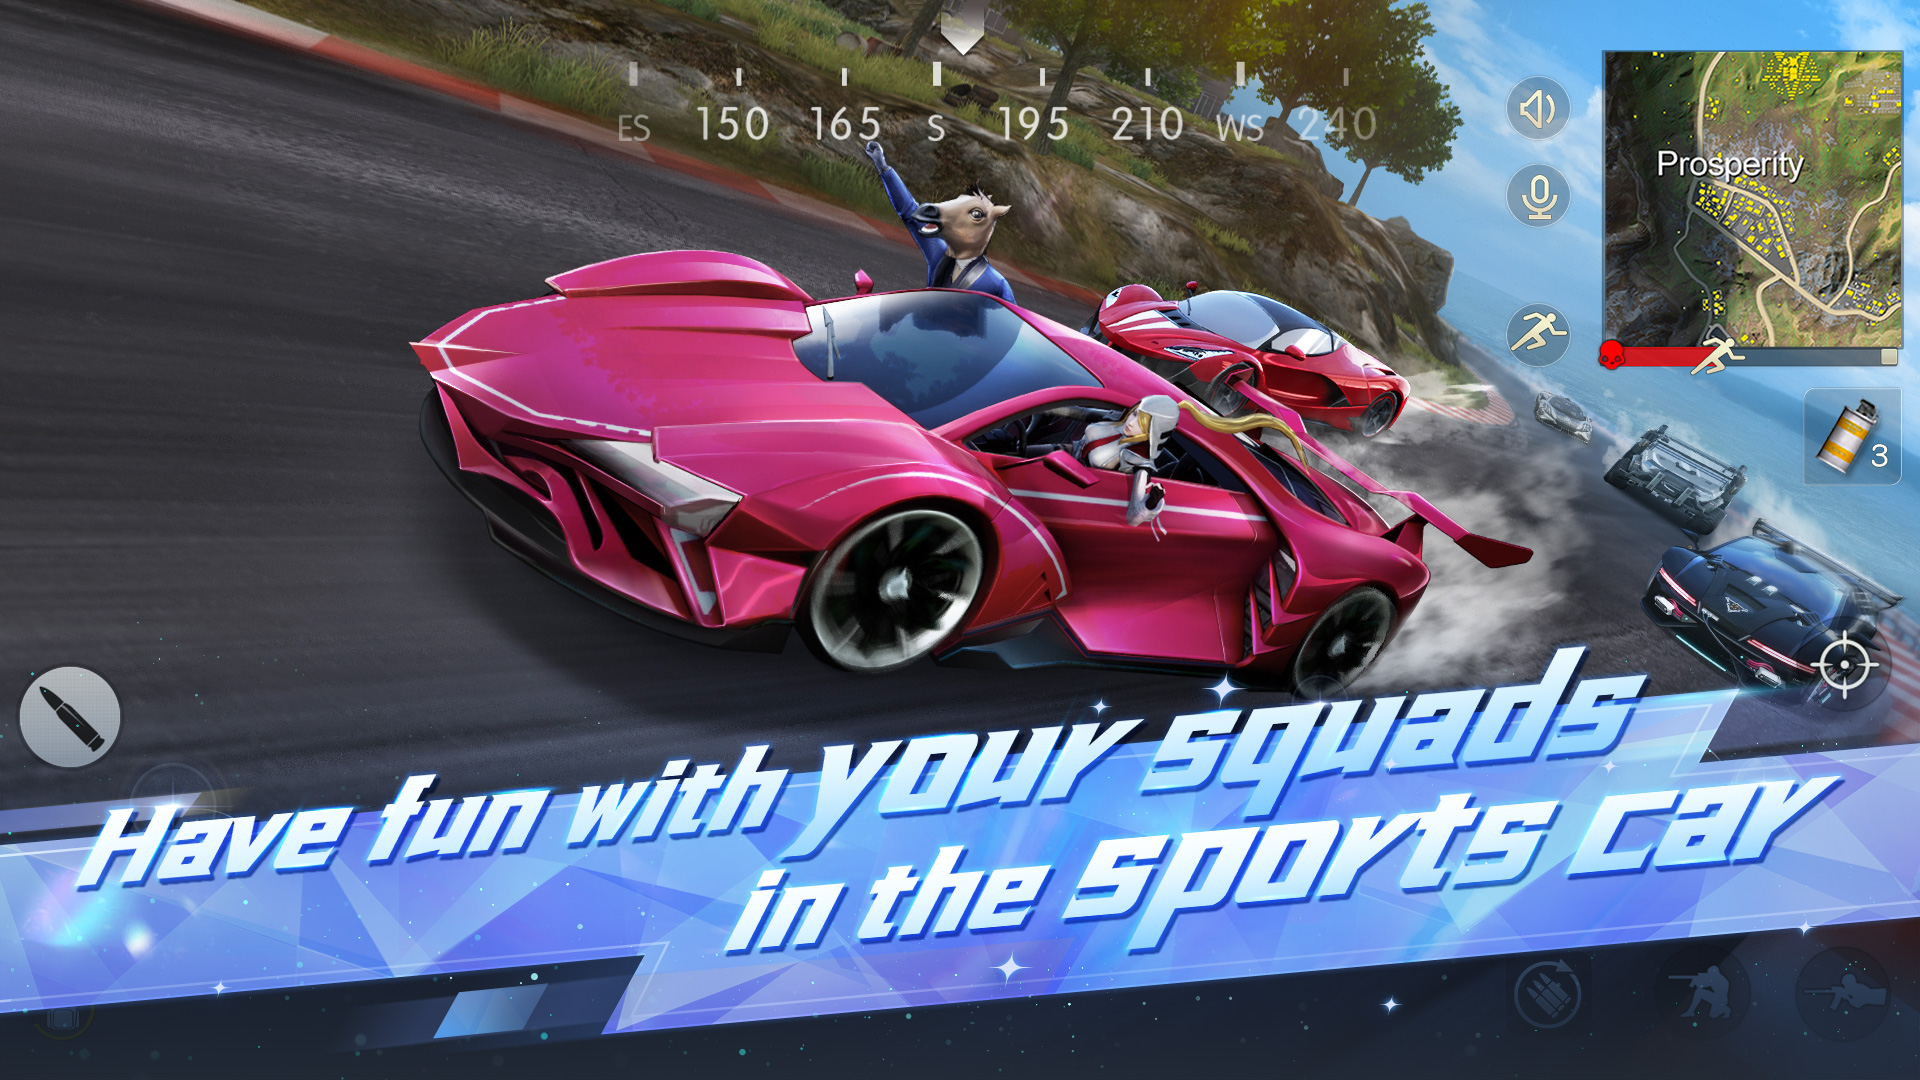 ES 150 165 S 195 210 WS 240
Prosperity
3
Have fun with your squads
in the sports car